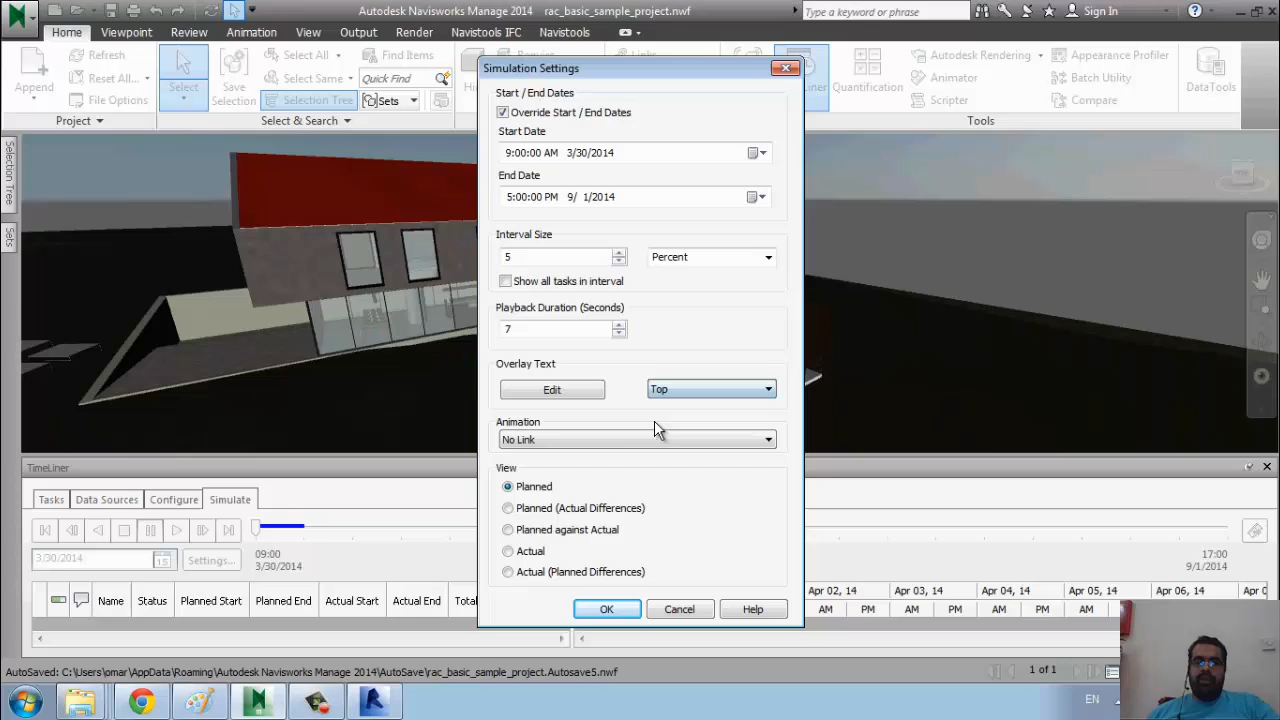 Autodesk Navisworks Manage 2014 rac_basic_sample_project.nwf
Type a keyword or phrase
Sign In
Home Viewpoint Review Animation View Output Render Navistools IFC Navistools
Append
Refresh
Reset All...
File Options
Project
Select
Save Selection
Select All
Select Same
Selection Tree
Find Items
Quick Find
Sets
Select & Search
Quantification
Autodesk Rendering
Animator
Scripter
Appearance Profiler
Batch Utility
Compare
DataTools
Tools
Selection Tree
Sets
Simulation Settings
Start / End Dates
Override Start / End Dates
Start Date
9:00:00 AM 3/30/2014
End Date
5:00:00 PM 9/ 1/2014
Interval Size
5 Percent
Show all tasks in interval
Playback Duration (Seconds)
7
Overlay Text
Edit Top
Animation
No Link
View
Planned
Planned (Actual Differences)
Planned against Actual
Actual
Actual (Planned Differences)
OK Cancel Help
TimeLiner
Tasks Data Sources Configure Simulate
3/30/2014 15 Settings...
09:00
3/30/2014
17:00
9/1/2014
Name Status Planned Start Planned End Actual Start Actual End
Apr 02, 14 Apr 03, 14 Apr 04, 14 Apr 05, 14 Apr 06, 14
AM PM AM PM AM PM AM PM AM
AutoSaved: C:\Users\omar\AppData\Roaming\Autodesk Navisworks Manage 2014\AutoSave\rac_basic_sample_project.Autosave5.nwf
1 of 1
EN